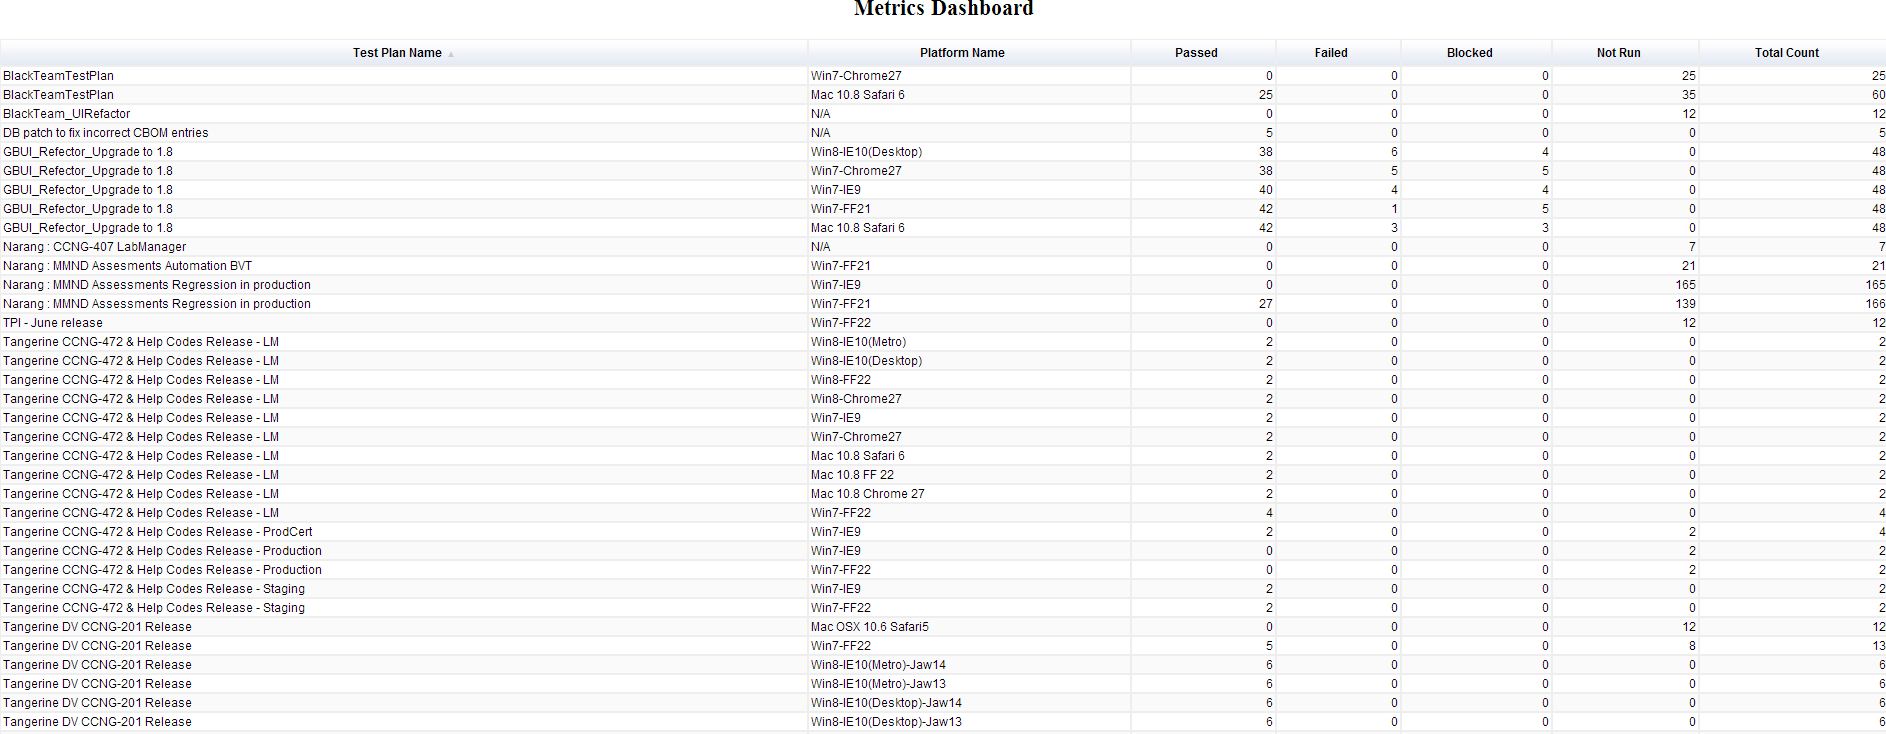 Metrics Dashboard
Test Plan Name Platform Name Passed Failed Blocked Not Run Total Count
BlackTeamTestPlan Win7-Chrome27 0 0 0 25 25
BlackTeamTestPlan Mac 10.8 Safari 6 25 0 0 35 60
BlackTeam_UIRefactor N/A 0 0 0 12 12
DB patch to fix incorrect CBOM entries N/A 5 0 0 0 5
GBUI_Refector_Upgrade to 1.8 Win8-IE10(Desktop) 38 6 4 0 48
GBUI_Refector_Upgrade to 1.8 Win7-Chrome27 38 5 5 0 48
GBUI_Refector_Upgrade to 1.8 Win7-IE9 40 4 4 0 48
GBUI_Refector_Upgrade to 1.8 Win7-FF21 42 1 5 0 48
GBUI_Refector_Upgrade to 1.8 Mac 10.8 Safari 6 42 3 3 0 48
Narang : CCNG-407 LabManager N/A 0 0 0 7 7
Narang : MMND Assesments Automation BVT Win7-FF21 0 0 0 21 21
Narang : MMND Assessments Regression in production Win7-IE9 0 0 0 165 165
Narang : MMND Assessments Regression in production Win7-FF21 27 0 0 139 166
TPI - June release Win7-FF22 0 0 0 12 12
Tangerine CCNG-472 & Help Codes Release - LM Win8-IE10(Metro) 2 0 0 0 2
Tangerine CCNG-472 & Help Codes Release - LM Win8-IE10(Desktop) 2 0 0 0 2
Tangerine CCNG-472 & Help Codes Release - LM Win8-FF22 2 0 0 0 2
Tangerine CCNG-472 & Help Codes Release - LM Win8-Chrome27 2 0 0 0 2
Tangerine CCNG-472 & Help Codes Release - LM Win7-IE9 2 0 0 0 2
Tangerine CCNG-472 & Help Codes Release - LM Win7-Chrome27 2 0 0 0 2
Tangerine CCNG-472 & Help Codes Release - LM Mac 10.8 Safari 6 2 0 0 0 2
Tangerine CCNG-472 & Help Codes Release - LM Mac 10.8 FF 22 2 0 0 0 2
Tangerine CCNG-472 & Help Codes Release - LM Mac 10.8 Chrome 27 2 0 0 0 2
Tangerine CCNG-472 & Help Codes Release - LM Win7-FF22 4 0 0 0 4
Tangerine CCNG-472 & Help Codes Release - ProdCert Win7-IE9 2 0 0 2 4
Tangerine CCNG-472 & Help Codes Release - Production Win7-IE9 0 0 0 2 2
Tangerine CCNG-472 & Help Codes Release - Production Win7-FF22 0 0 0 2 2
Tangerine CCNG-472 & Help Codes Release - Staging Win7-IE9 2 0 0 0 2
Tangerine CCNG-472 & Help Codes Release - Staging Win7-FF22 2 0 0 0 2
Tangerine DV CCNG-201 Release Mac OSX 10.6 Safari5 0 0 0 12 12
Tangerine DV CCNG-201 Release Win7-FF22 5 0 0 8 13
Tangerine DV CCNG-201 Release Win8-IE10(Metro)-Jaw14 6 0 0 0 6
Tangerine DV CCNG-201 Release Win8-IE10(Metro)-Jaw13 6 0 0 0 6
Tangerine DV CCNG-201 Release Win8-IE10(Desktop)-Jaw14 6 0 0 0 6
Tangerine DV CCNG-201 Release Win8-IE10(Desktop)-Jaw13 6 0 0 0 6